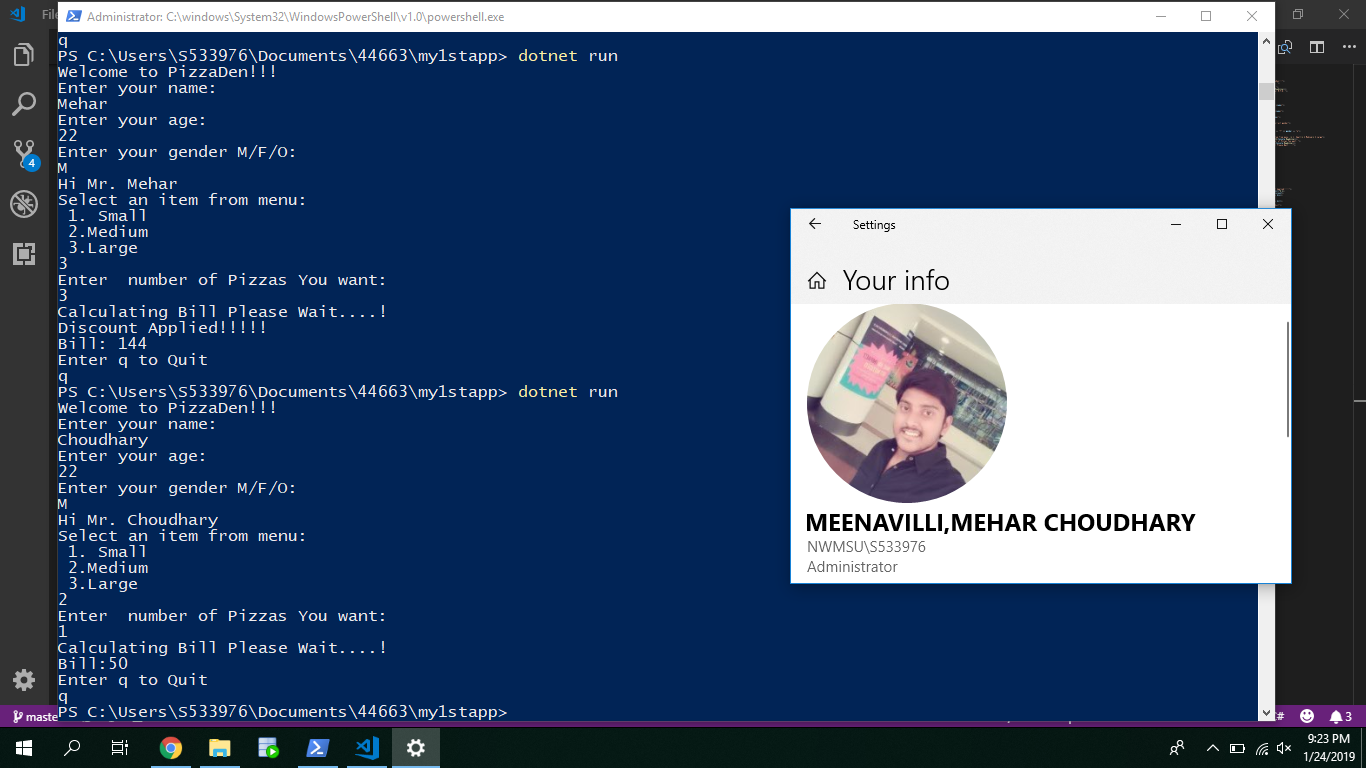 Fil
Administrator: C:\windows\System32\WindowsPowerShell\v1.0\powershell.exe
q
PS C:\Users\S533976\Documents\44663\my1stapp> dotnet run
Welcome to PizzaDen!!!
Enter your name:
Mehar
Enter your age:
22
Enter your gender M/F/O:
M
Hi Mr. Mehar
Select an item from menu:
1. Small
2.Medium
3.Large
3
Enter  number of Pizzas You want:
3
Calculating Bill Please Wait....!
Discount Applied!!!!!
Bill: 144
Enter q to Quit
q
PS C:\Users\S533976\Documents\44663\my1stapp> dotnet run
Welcome to PizzaDen!!!
Enter your name:
Choudhary
Enter your age:
22
Enter your gender M/F/O:
M
Hi Mr. Choudhary
Select an item from menu:
1. Small
2.Medium
3.Large
2
Enter  number of Pizzas You want:
1
Calculating Bill Please Wait....!
Bill:50
Enter q to Quit
q
PS C:\Users\S533976\Documents\44663\my1stapp>
Settings
Your info
MEENAVILLI,MEHAR CHOUDHARY
NWMSU\S533976
Administrator
4
maste
3
9:23 PM
1/24/2019